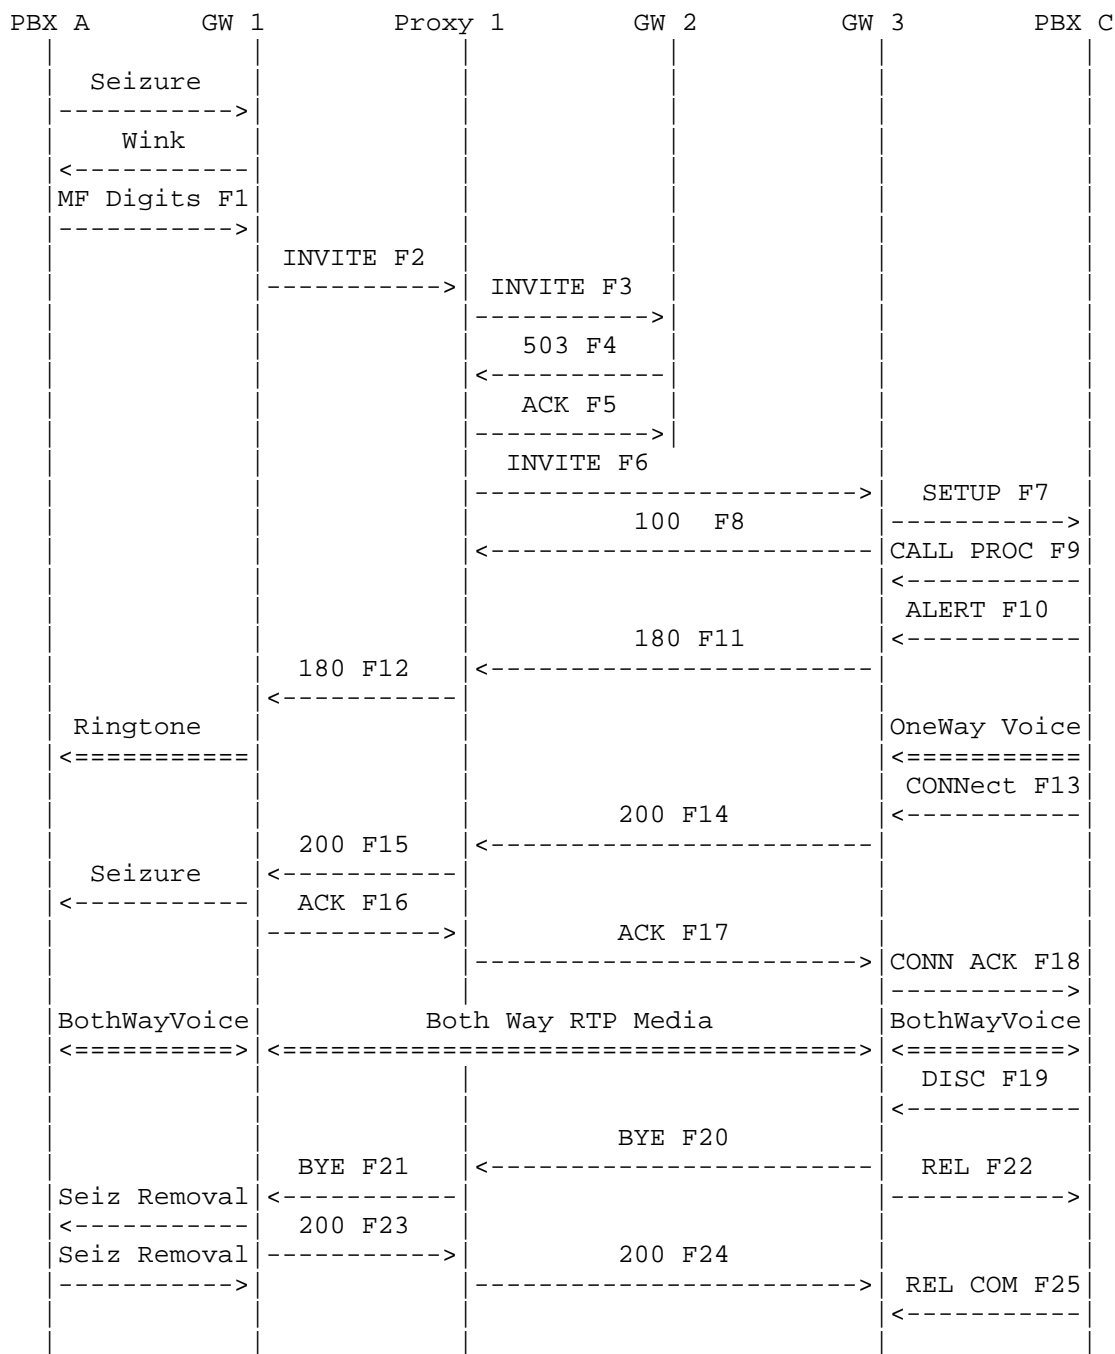 PBX A GW 1 Proxy 1 GW 2 GW 3 PBX C
Seizure
Wink
MF Digits F1
INVITE F2
INVITE F3
503 F4
ACK F5
INVITE F6
SETUP F7
100 F8
CALL PROC F9
ALERT F10
180 F11
180 F12
Ringtone OneWay Voice
CONNect F13
200 F14
200 F15
Seizure
ACK F16
ACK F17
CONN ACK F18
BothWayVoice Both Way RTP Media BothWayVoice
DISC F19
BYE F20
BYE F21 REL F22
Seiz Removal
200 F23
Seiz Removal 200 F24
REL COM F25